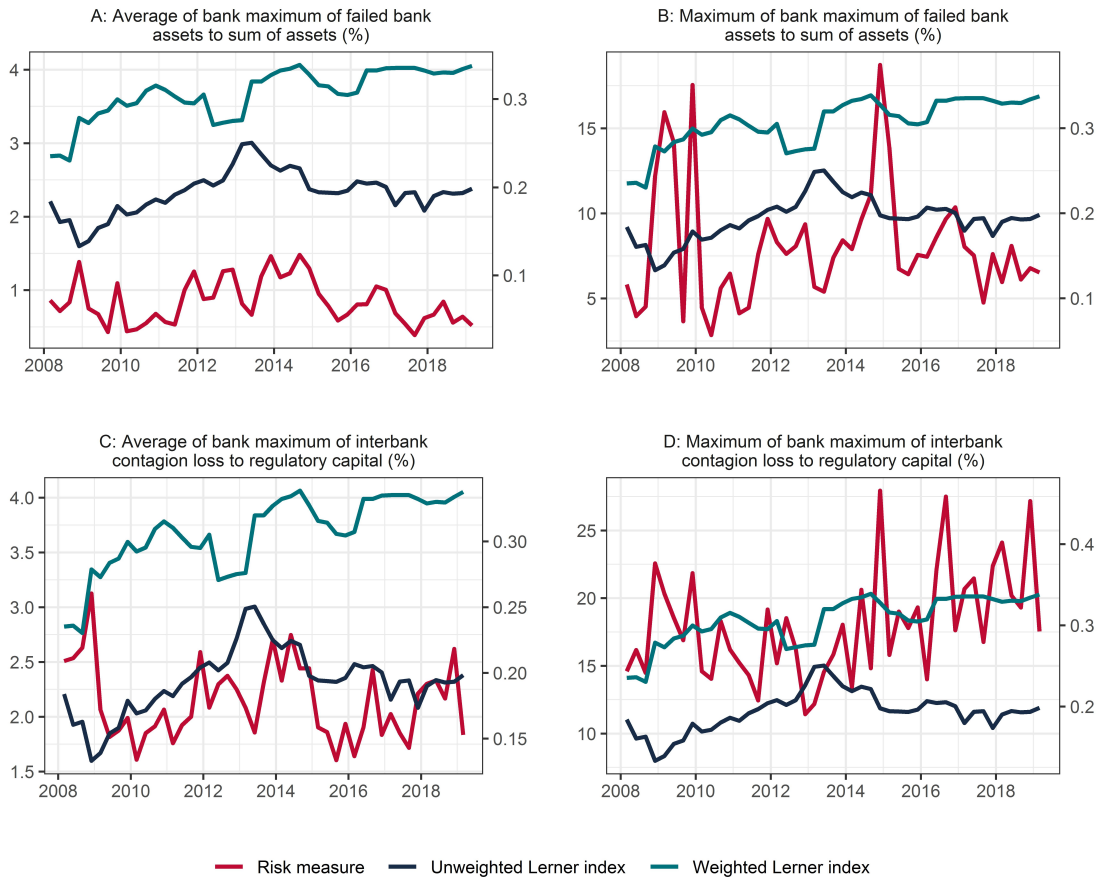 A: Average of bank maximum of failed bank
assets to sum of assets (%)
4
3
2
1
0.3
0.2
0.1
2008 2010 2012 2014 2016 2018
B: Maximum of bank maximum of failed bank
assets to sum of assets (%)
15
10
5
0.3
0.2
0.1
2008 2010 2012 2014 2016 2018
C: Average of bank maximum of interbank
contagion loss to regulatory capital (%)
4.0
3.5
3.0
2.5
2.0
1.5
0.30
0.25
0.20
0.15
2008 2010 2012 2014 2016 2018
D: Maximum of bank maximum of interbank
contagion loss to regulatory capital (%)
25
20
15
10
0.4
0.3
0.2
2008 2010 2012 2014 2016 2018
Risk measure Unweighted Lerner index Weighted Lerner index